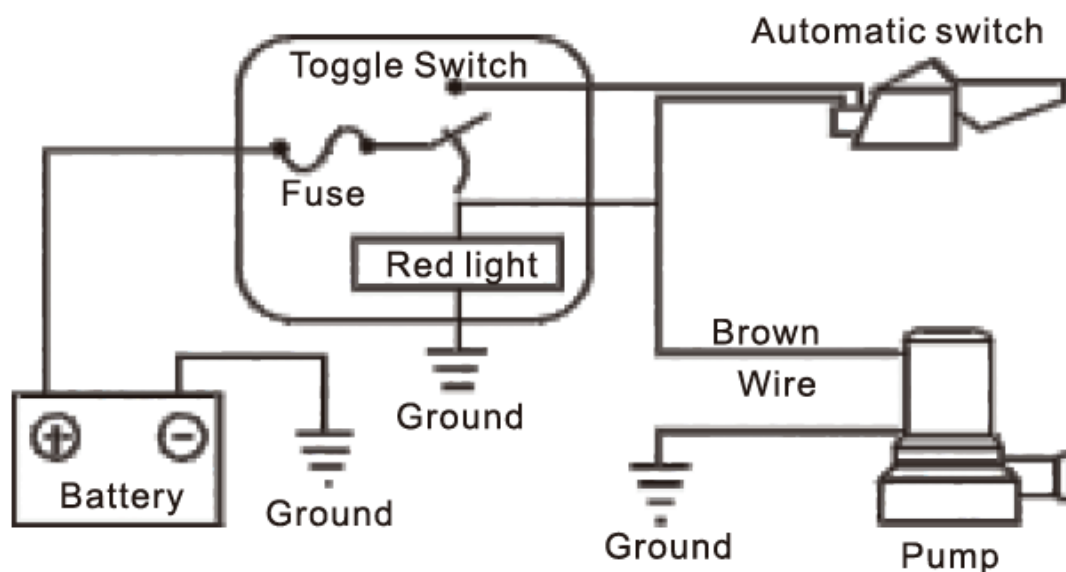 Automatic switch
Toggle Switch
Fuse
Red light
Brown
Wire
Ground
Battery
Ground
Ground
Pump